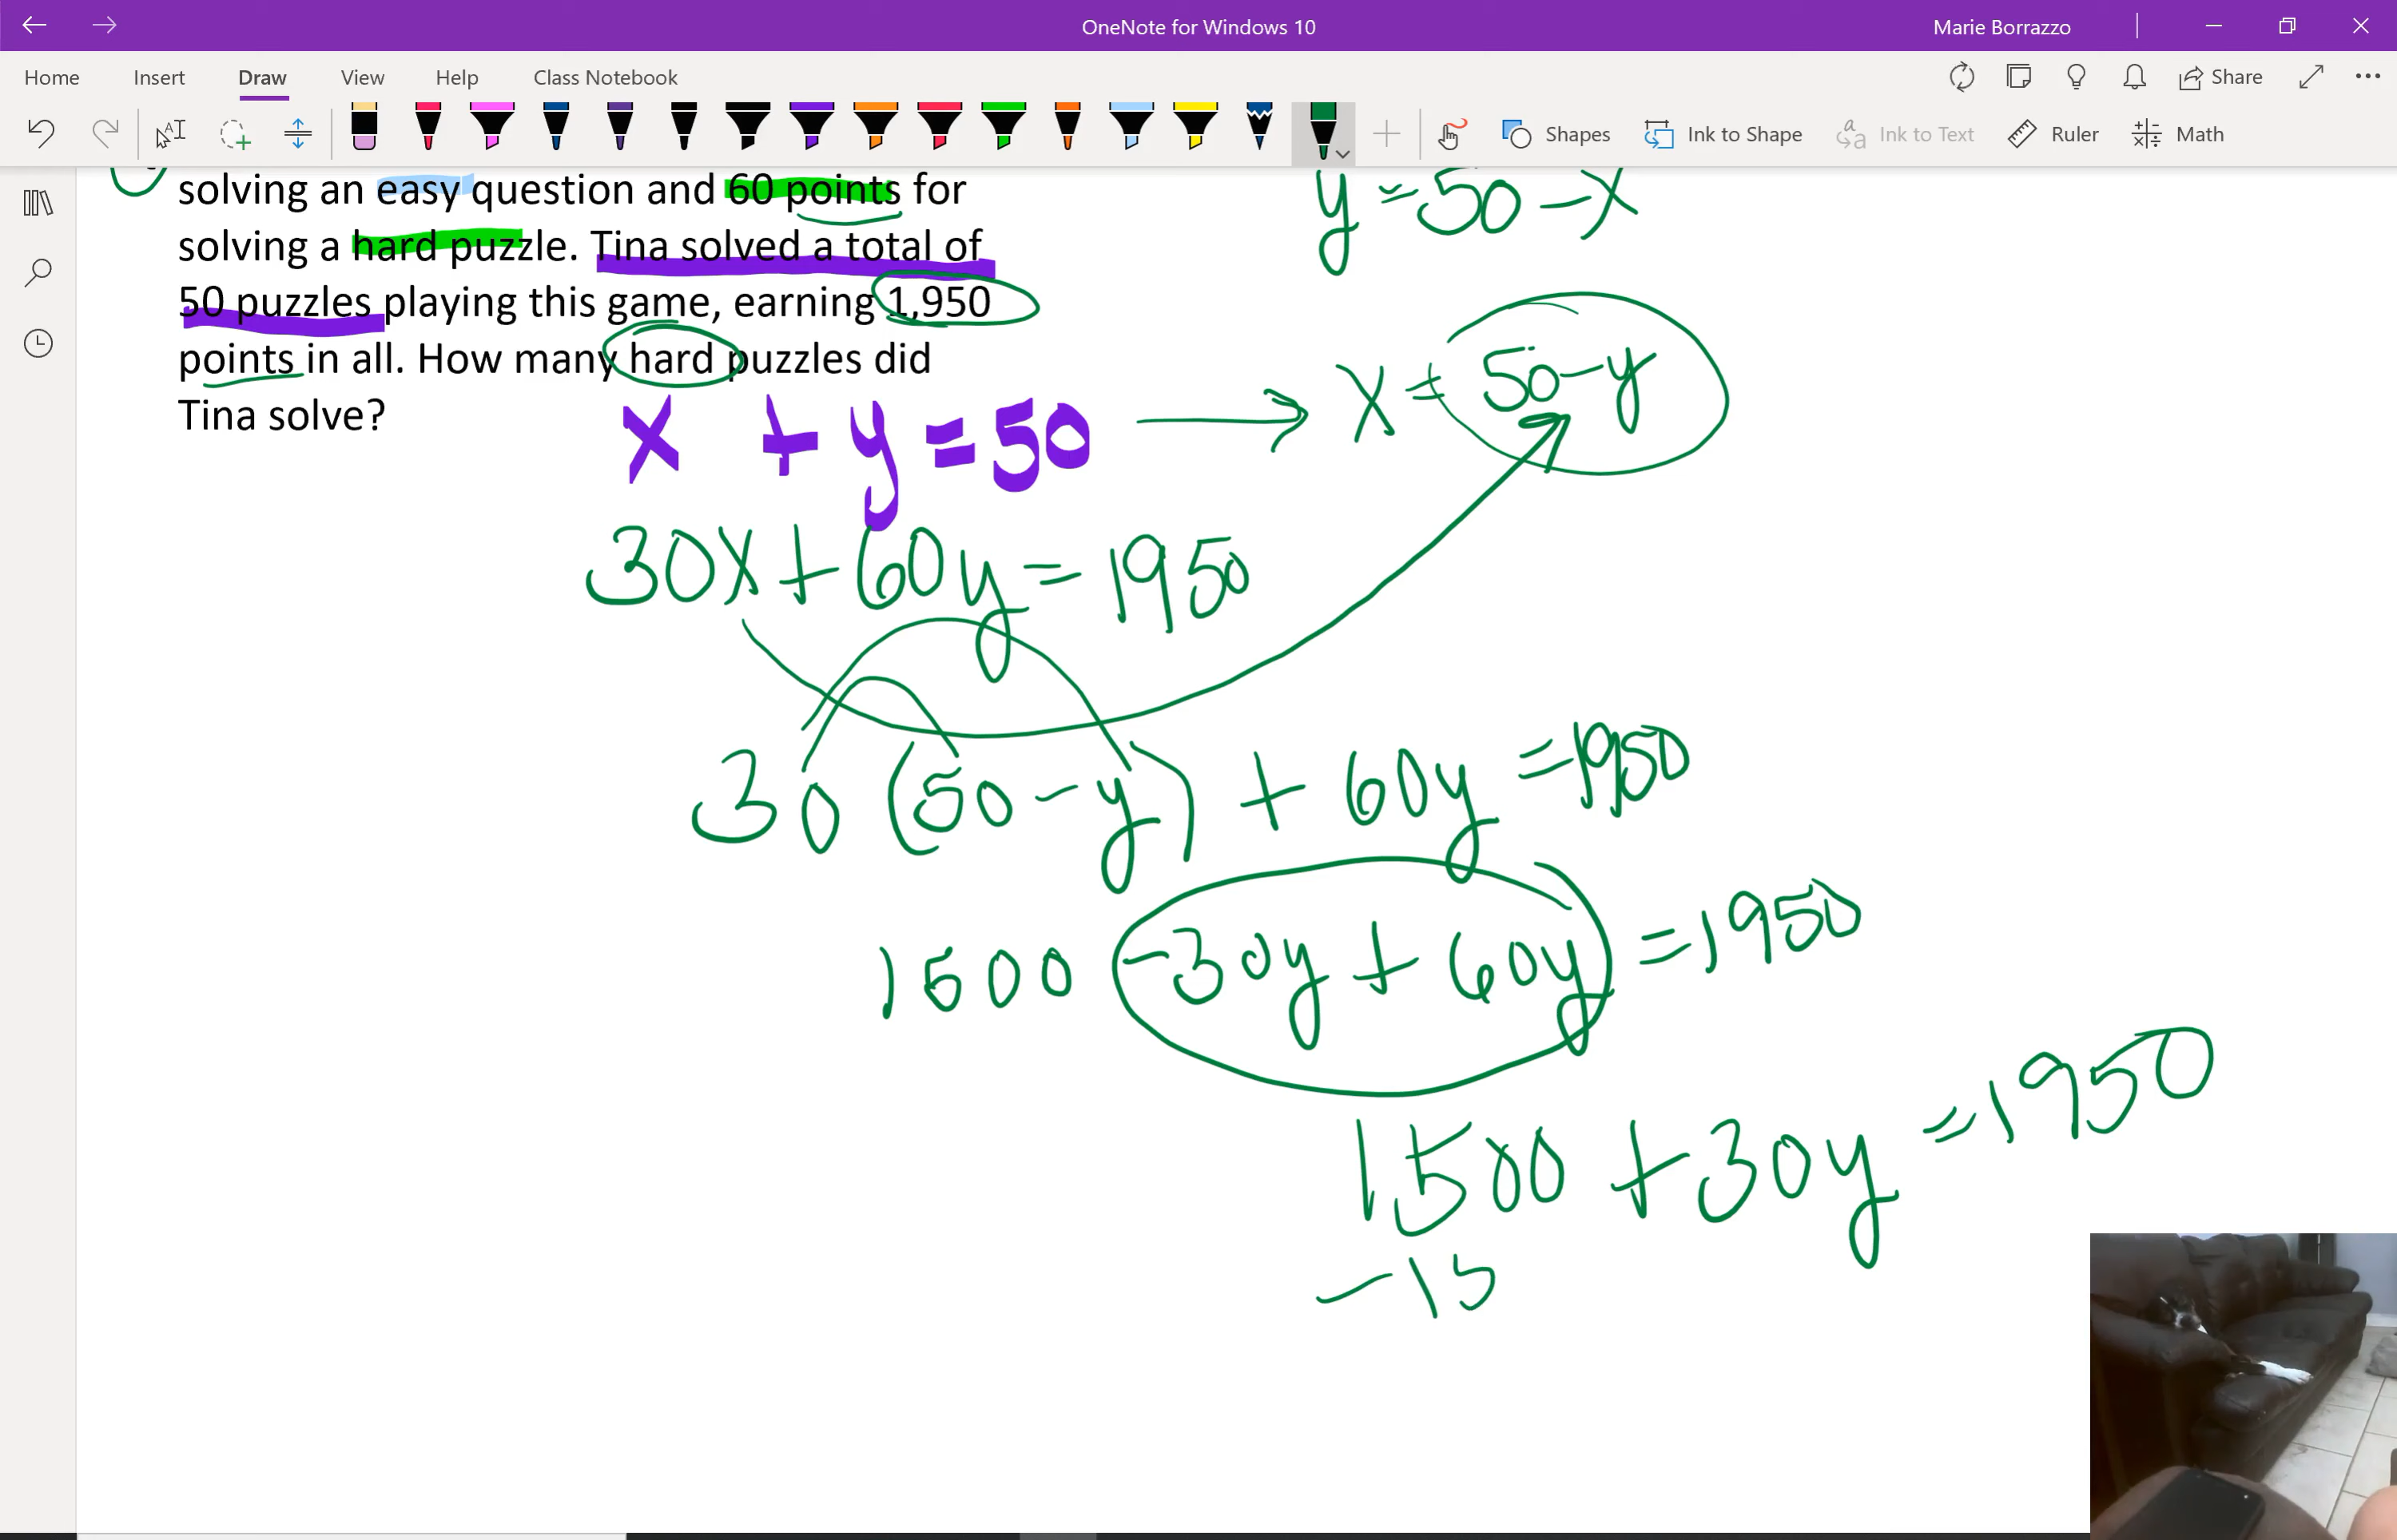 OneNote for Windows 10
Marie Borrazzo
Home Insert Draw View Help Class Notebook
Share
Shapes Ink to Shape Ink to Text Ruler Math
solving an easy question and 60 points for
solving a hard puzzle. Tina solved a total of
50 puzzles playing this game, earning 1,950
points in all. How many hard puzzles did
Tina solve?
y = 50 - x
x + y = 50
x = 50 - y
30x + 60y = 1950
30 (50 - y) + 60y = 1950
1500 - 30y + 60y = 1950
1500 + 30y = 1950
- 15